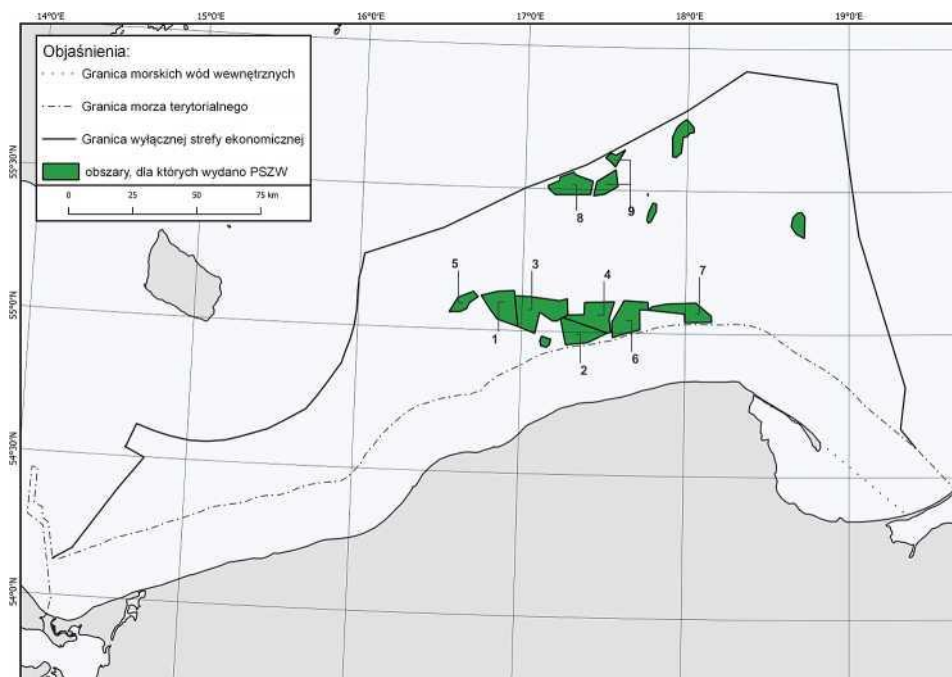 14°0'E 15°0'E 16°0'E 17°0'E 18°0'E 19°0'E
Objaśnienia:
Granica morskich wód wewnętrznych
Granica morza terytorialnego
Granica wyłącznej strefy ekonomicznej
obszary, dla których wydano PSZW
0 25 50 75 km
55°30'N
9
8
55°0'N
5
3
4
7
1
2
6
54°30'N
54°0'N